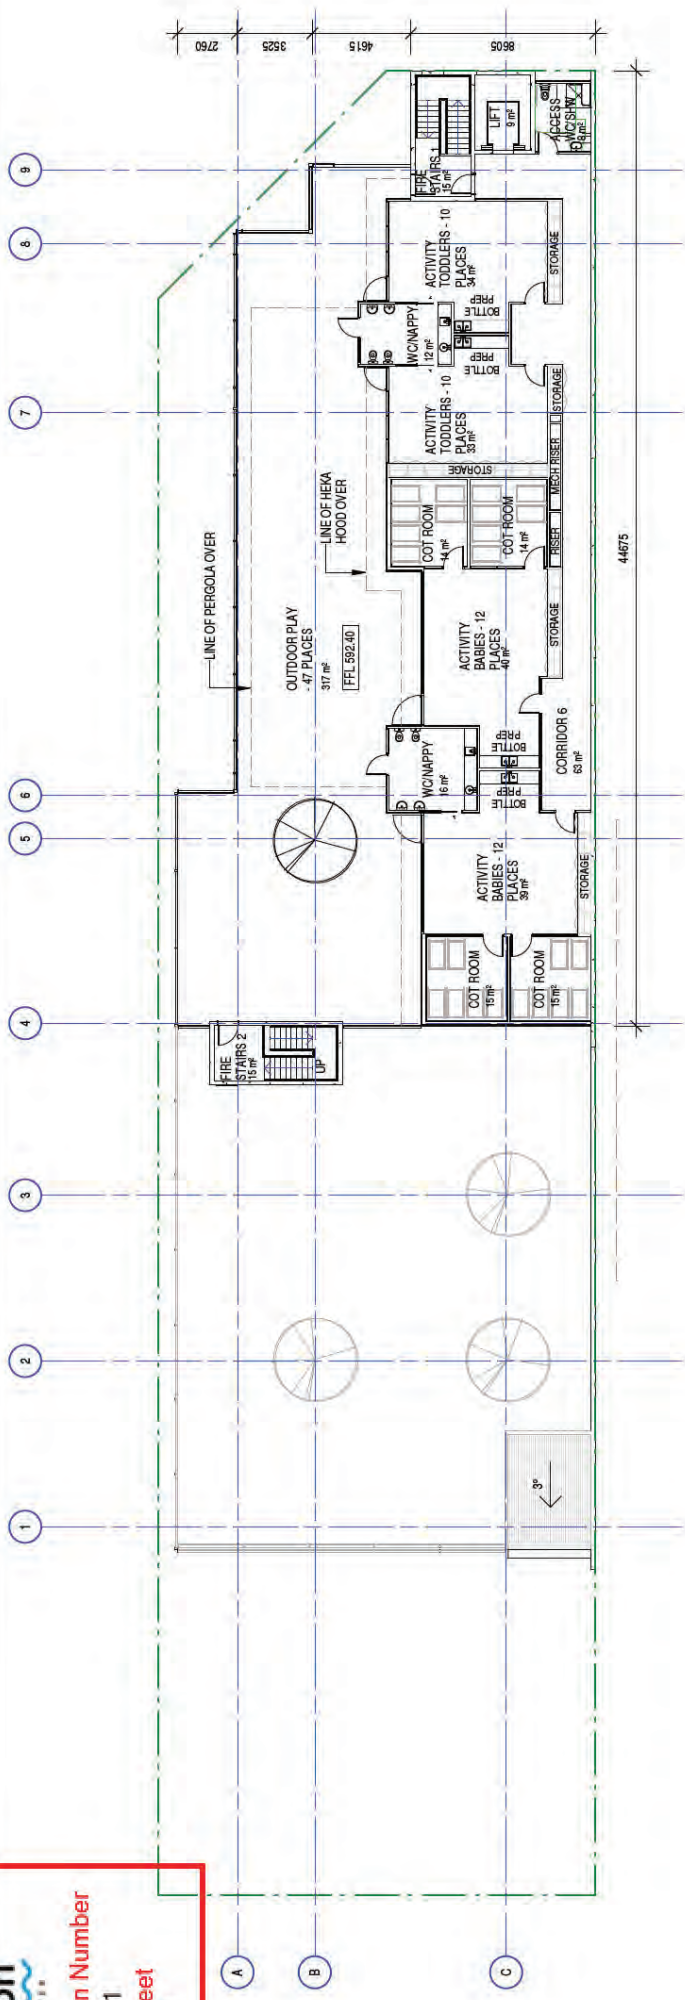 9
8
7
6
5
4
3
2
1
A
B
C
2760
3525
4615
8605
44675
LINE OF PERGOLA OVER
LINE OF HEKA
HOOD OVER
OUTDOOR PLAY
- 47 PLACES
317 m²
FFL 592.40
FIRE
STAIRS 1
15 m²
LIFT
9 m²
ACCESS
WC/SHW
8 m²
ACTIVITY
TODDLERS - 10
PLACES
34 m²
BOTTLE
PREP
STORAGE
WC/NAPPY
12 m²
ACTIVITY
TODDLERS - 10
PLACES
33 m²
BOTTLE
PREP
STORAGE
STORAGE
MECH RISER
RISER
COT ROOM
14 m²
COT ROOM
14 m²
ACTIVITY
BABIES - 12
PLACES
40 m²
STORAGE
BOTTLE
PREP
WC/NAPPY
16 m²
CORRIDOR 6
63 m²
ACTIVITY
BABIES - 12
PLACES
39 m²
BOTTLE
PREP
STORAGE
COT ROOM
15 m²
COT ROOM
15 m²
FIRE
STAIRS 2
15 m²
UP
3°
on
n Number
1
eet